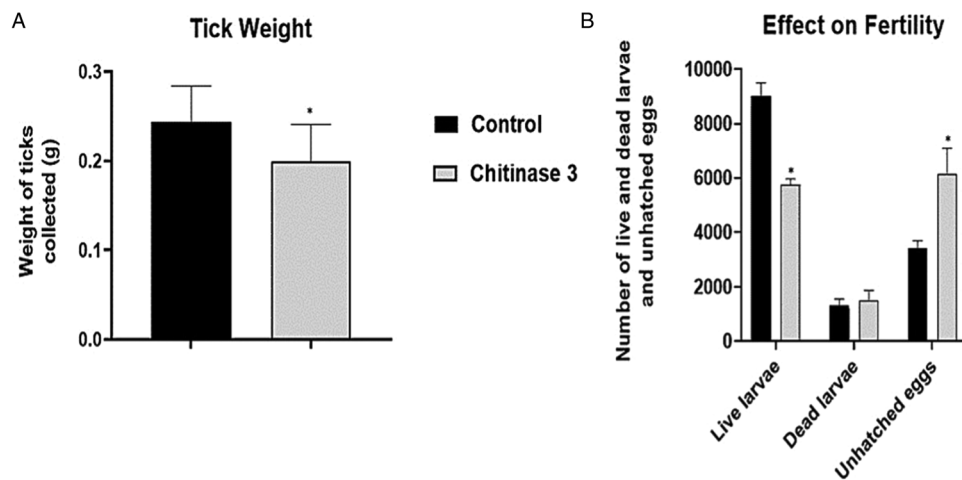 A
Tick Weight
Weight of ticks
collected (g)
0.3
0.2
0.1
0.0
*
Control
Chitinase 3
B
Effect on Fertility
Number of live and dead larvae
and unhatched eggs
10000
8000
6000
4000
2000
0
*
*
Live larvae
Dead larvae
Unhatched eggs